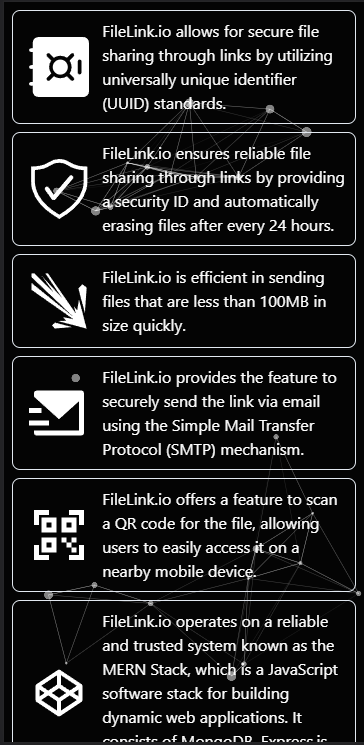 FileLink.io allows for secure file
sharing through links by utilizing
universally unique identifier
(UUID) standards.
FileLink.io ensures reliable file
sharing through links by providing
a security ID and automatically
erasing files after every 24 hours.
FileLink.io is efficient in sending
files that are less than 100MB in
size quickly.
FileLink.io provides the feature to
securely send the link via email
using the Simple Mail Transfer
Protocol (SMTP) mechanism.
FileLink.io offers a feature to scan
a QR code for the file, allowing
users to easily access it on a
nearby mobile device.
FileLink.io operates on a reliable
and trusted system known as the
MERN Stack, which is a JavaScript
software stack for building
dynamic web applications. It
consists of MongoDB, Express.js